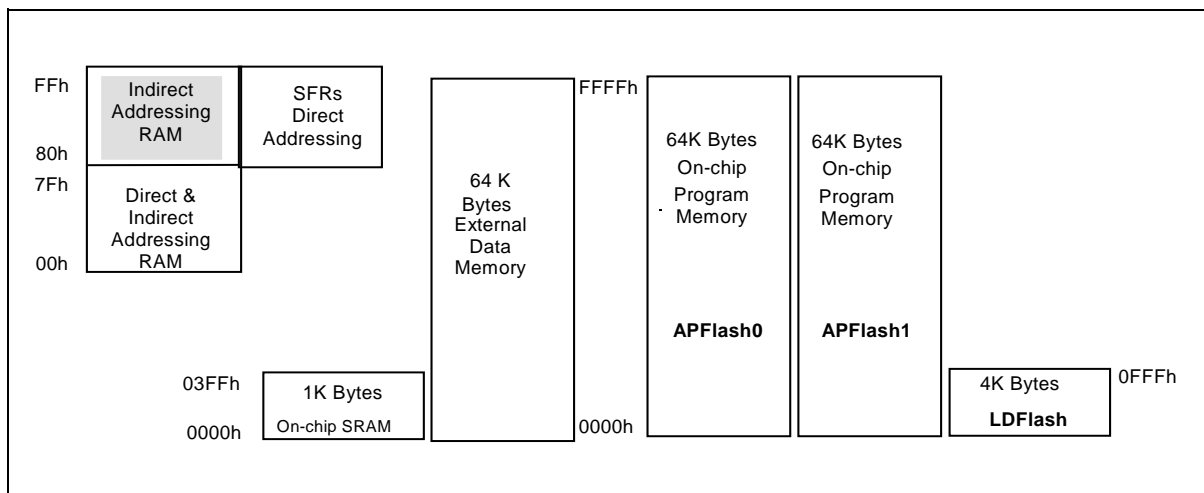 FFh
Indirect
Addressing
RAM
80h
SFRs
Direct
Addressing
7Fh
Direct &
Indirect
Addressing
RAM
00h
03FFh
0000h
1K Bytes
On-chip SRAM
64 K
Bytes
External
Data
Memory
FFFFh
0000h
64K Bytes
On-chip
Program
Memory
APFlash0
64K Bytes
On-chip
Program
Memory
APFlash1
4K Bytes
LDFlash
0FFFh